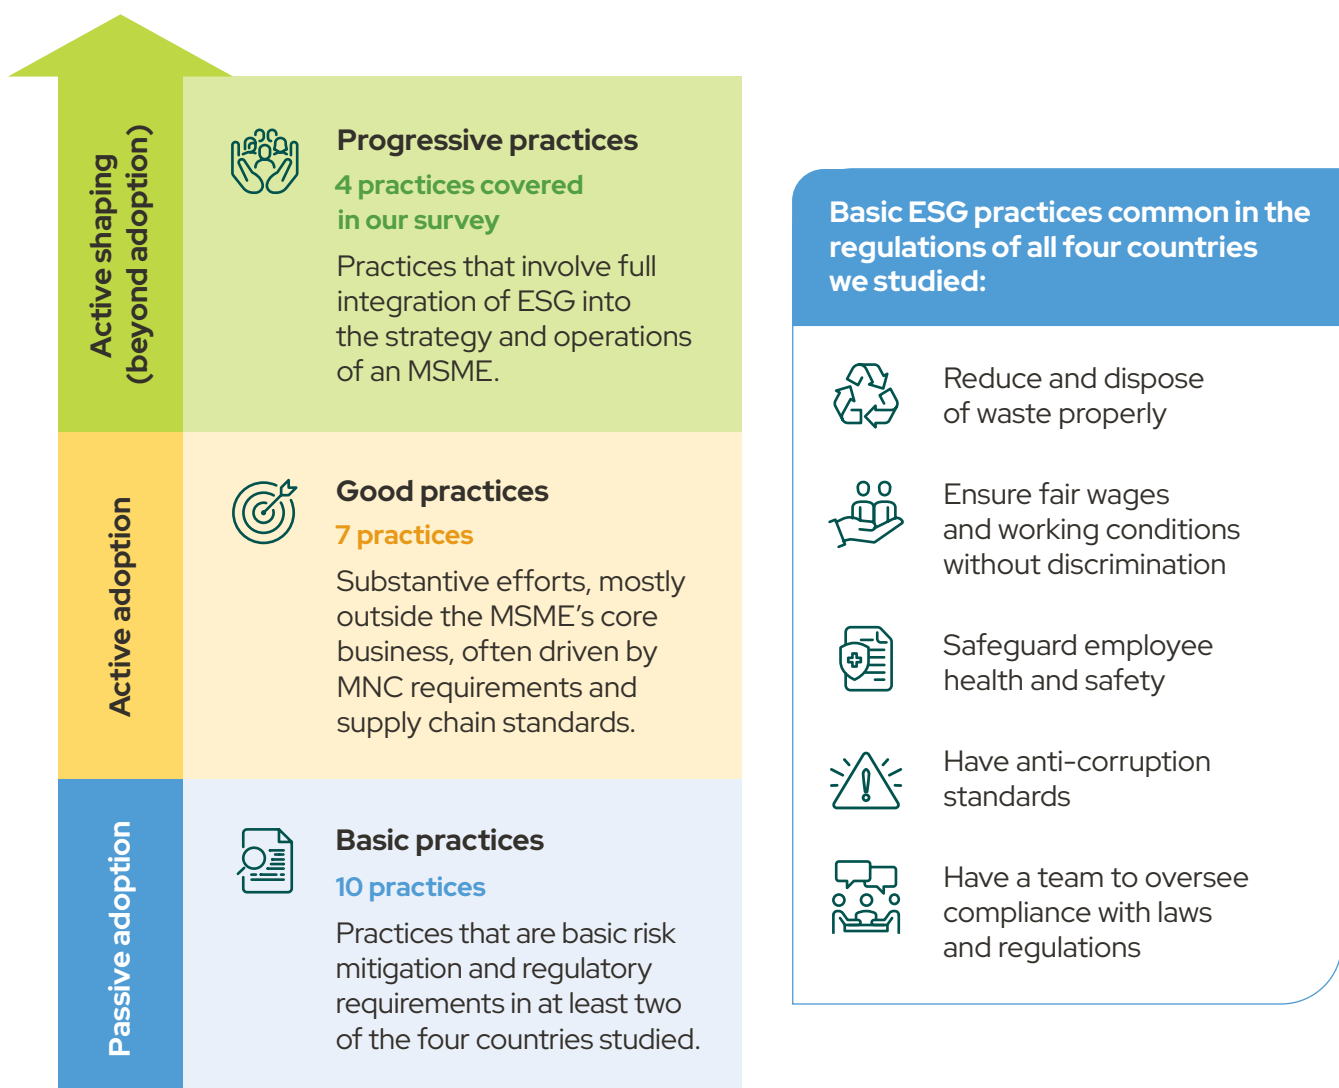 Active shaping
(beyond adoption)
Progressive practices
4 practices covered
in our survey
Practices that involve full
integration of ESG into
the strategy and operations
of an MSME.
Active adoption
Good practices
7 practices
Substantive efforts, mostly
outside the MSME’s core
business, often driven by
MNC requirements and
supply chain standards.
Passive adoption
Basic practices
10 practices
Practices that are basic risk
mitigation and regulatory
requirements in at least two
of the four countries studied.
Basic ESG practices common in the
regulations of all four countries
we studied:
Reduce and dispose
of waste properly
Ensure fair wages
and working conditions
without discrimination
Safeguard employee
health and safety
Have anti-corruption
standards
Have a team to oversee
compliance with laws
and regulations